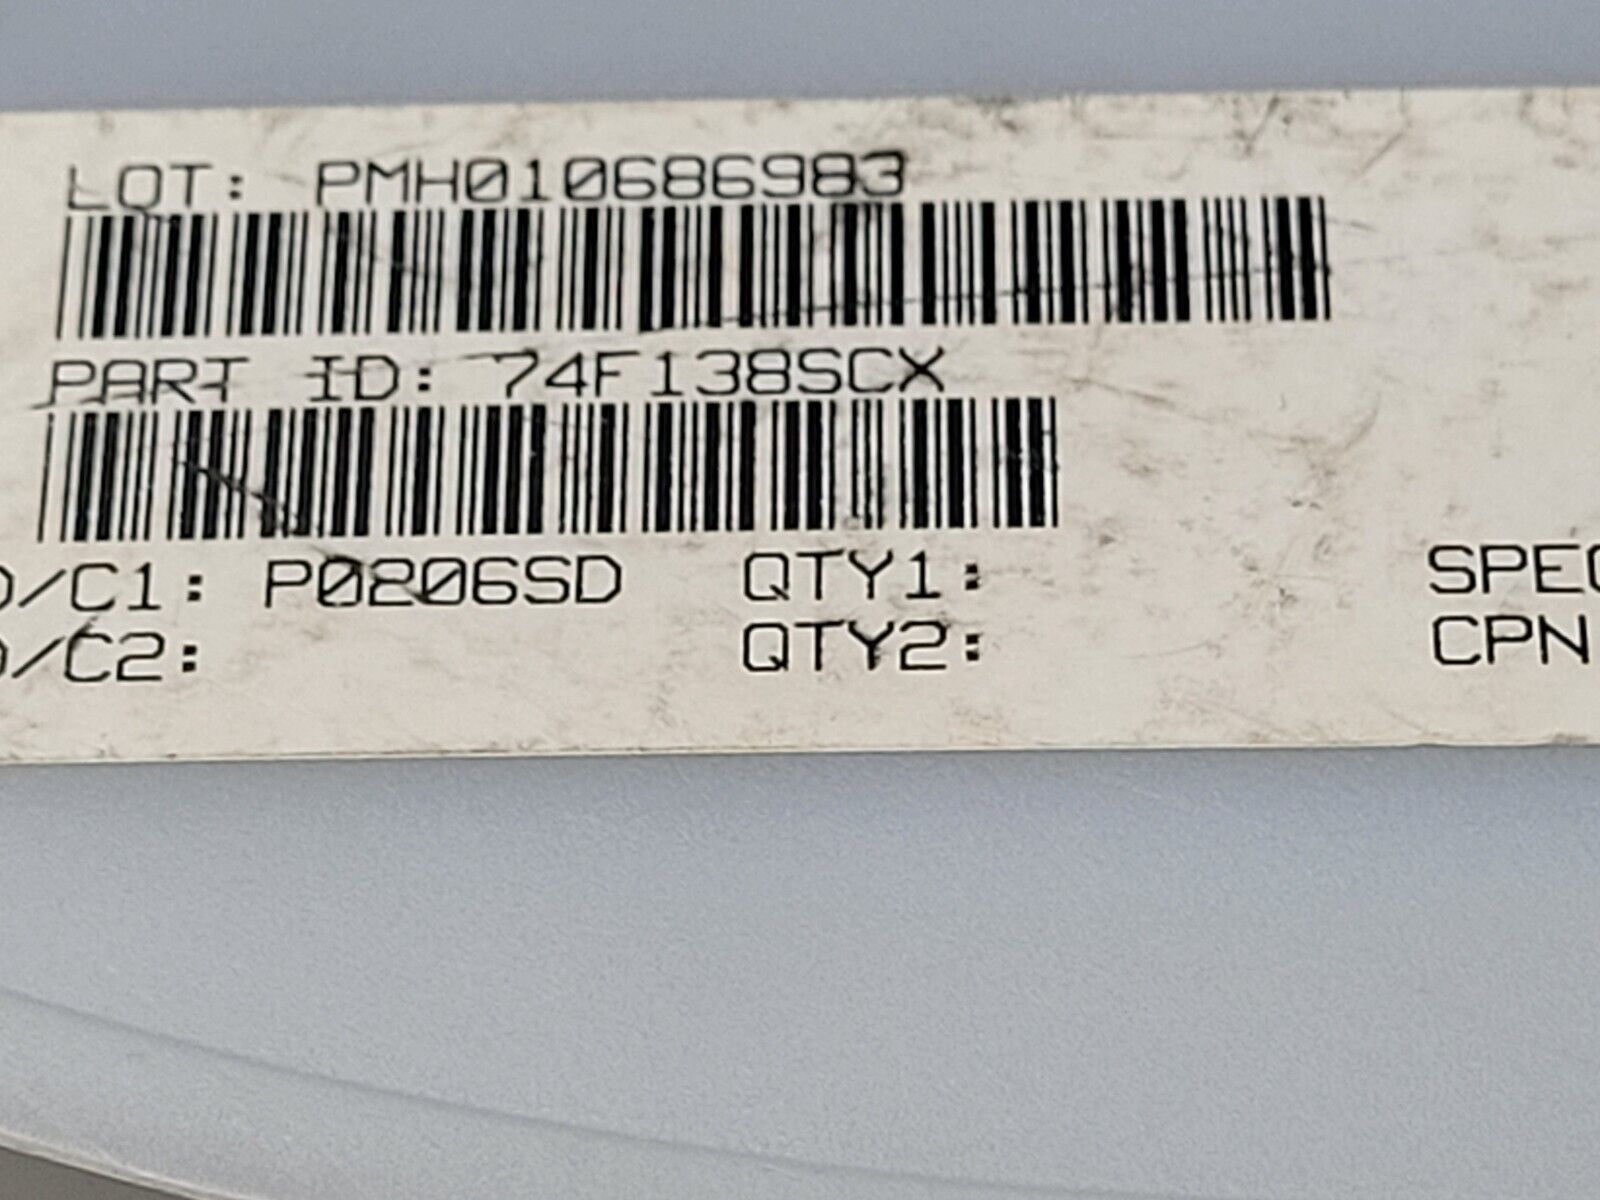 LOT: PMH010686983
PART ID: 74F138SCX
D/C1: P0206SD QTY1: SPEC
D/C2: QTY2: CPN